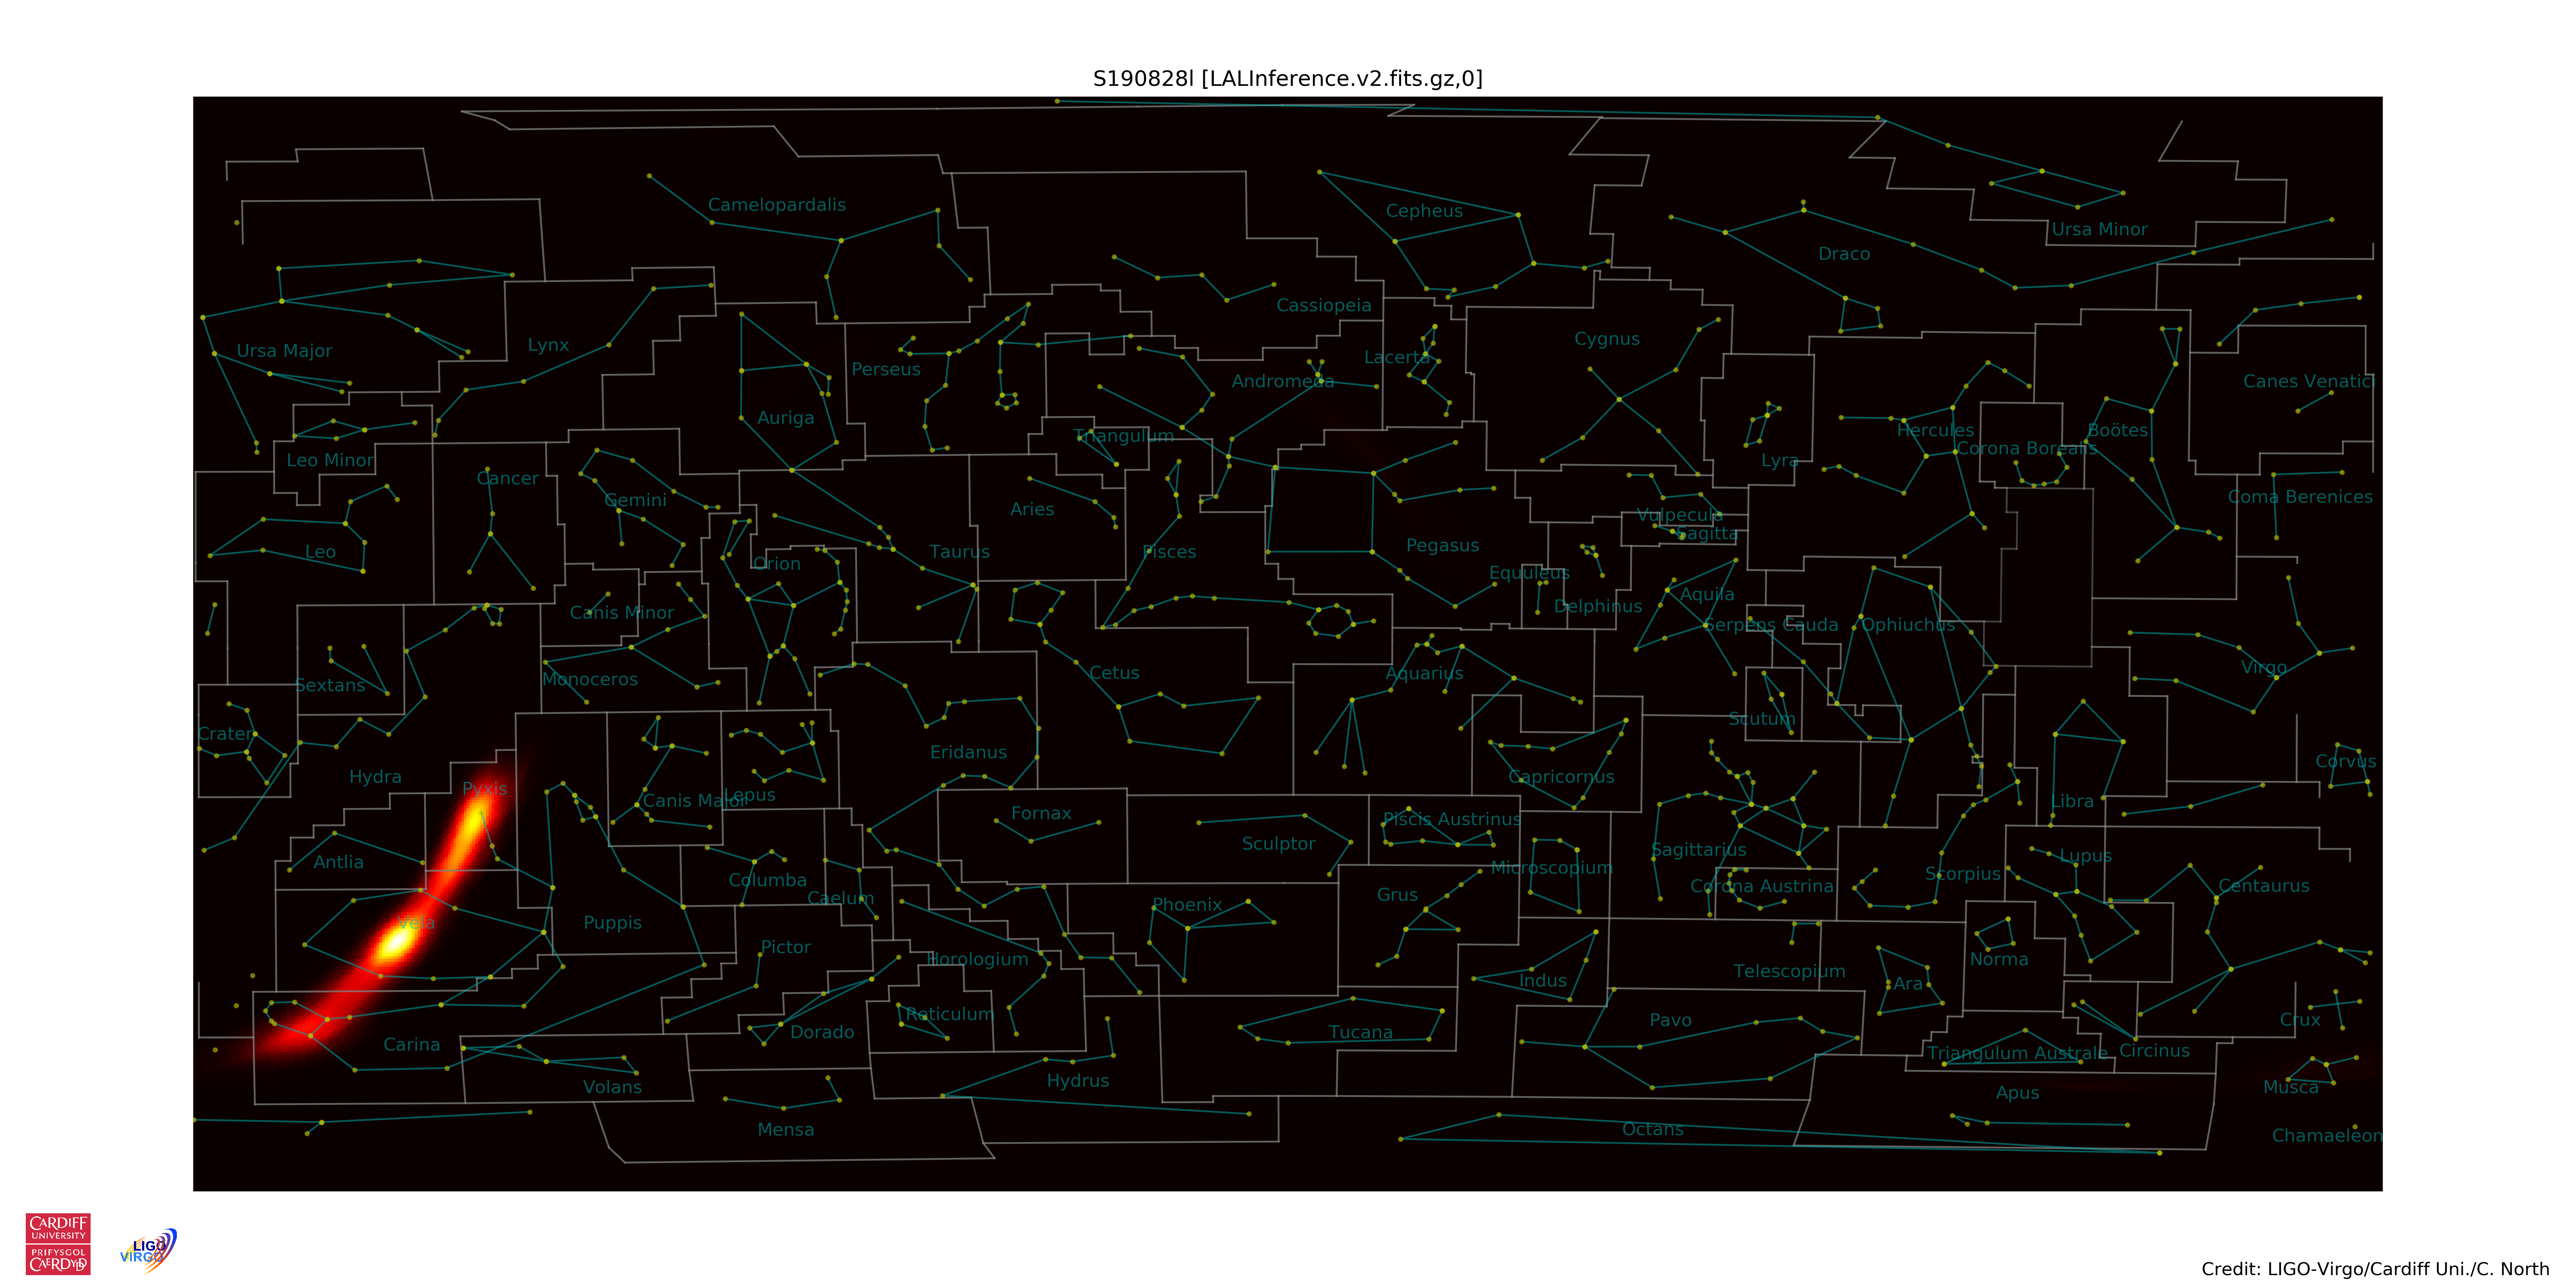 S190828l [LALInference.v2.fits.gz,0]
Camelopardalis
Cepheus
Ursa Minor
Draco
Cassiopeia
Cygnus
Ursa Major
Lynx
Lacerta
Perseus
Andromeda
Canes Venatici
Auriga
Triangulum
Hercules
Boötes
Corona Borealis
Leo Minor
Lyra
Cancer
Gemini
Coma Berenices
Aries
Vulpecula
Sagitta
Leo
Taurus
Pisces
Pegasus
Orion
Equuleus
Aquila
Delphinus
Canis Minor
Serpens Cauda
Ophiuchus
Virgo
Cetus
Aquarius
Monoceros
Sextans
Scutum
Crater
Eridanus
Corvus
Hydra
Capricornus
Pyxis
Lepus
Canis Major
Libra
Fornax
Piscis Austrinus
Sculptor
Sagittarius
Lupus
Antlia
Microscopium
Scorpius
Columba
Corona Austrina
Centaurus
Caelum
Grus
Phoenix
Vela
Puppis
Pictor
Horologium
Norma
Telescopium
Indus
Ara
Reticulum
Pavo
Crux
Dorado
Tucana
Carina
Circinus
Triangulum Australe
Hydrus
Volans
Musca
Apus
Mensa
Octans
Chamaeleon
CARDIFF
UNIVERSITY
PRIFYSGOL
CAERDYDD
LIGO
VIRGO
Credit: LIGO-Virgo/Cardiff Uni./C. North